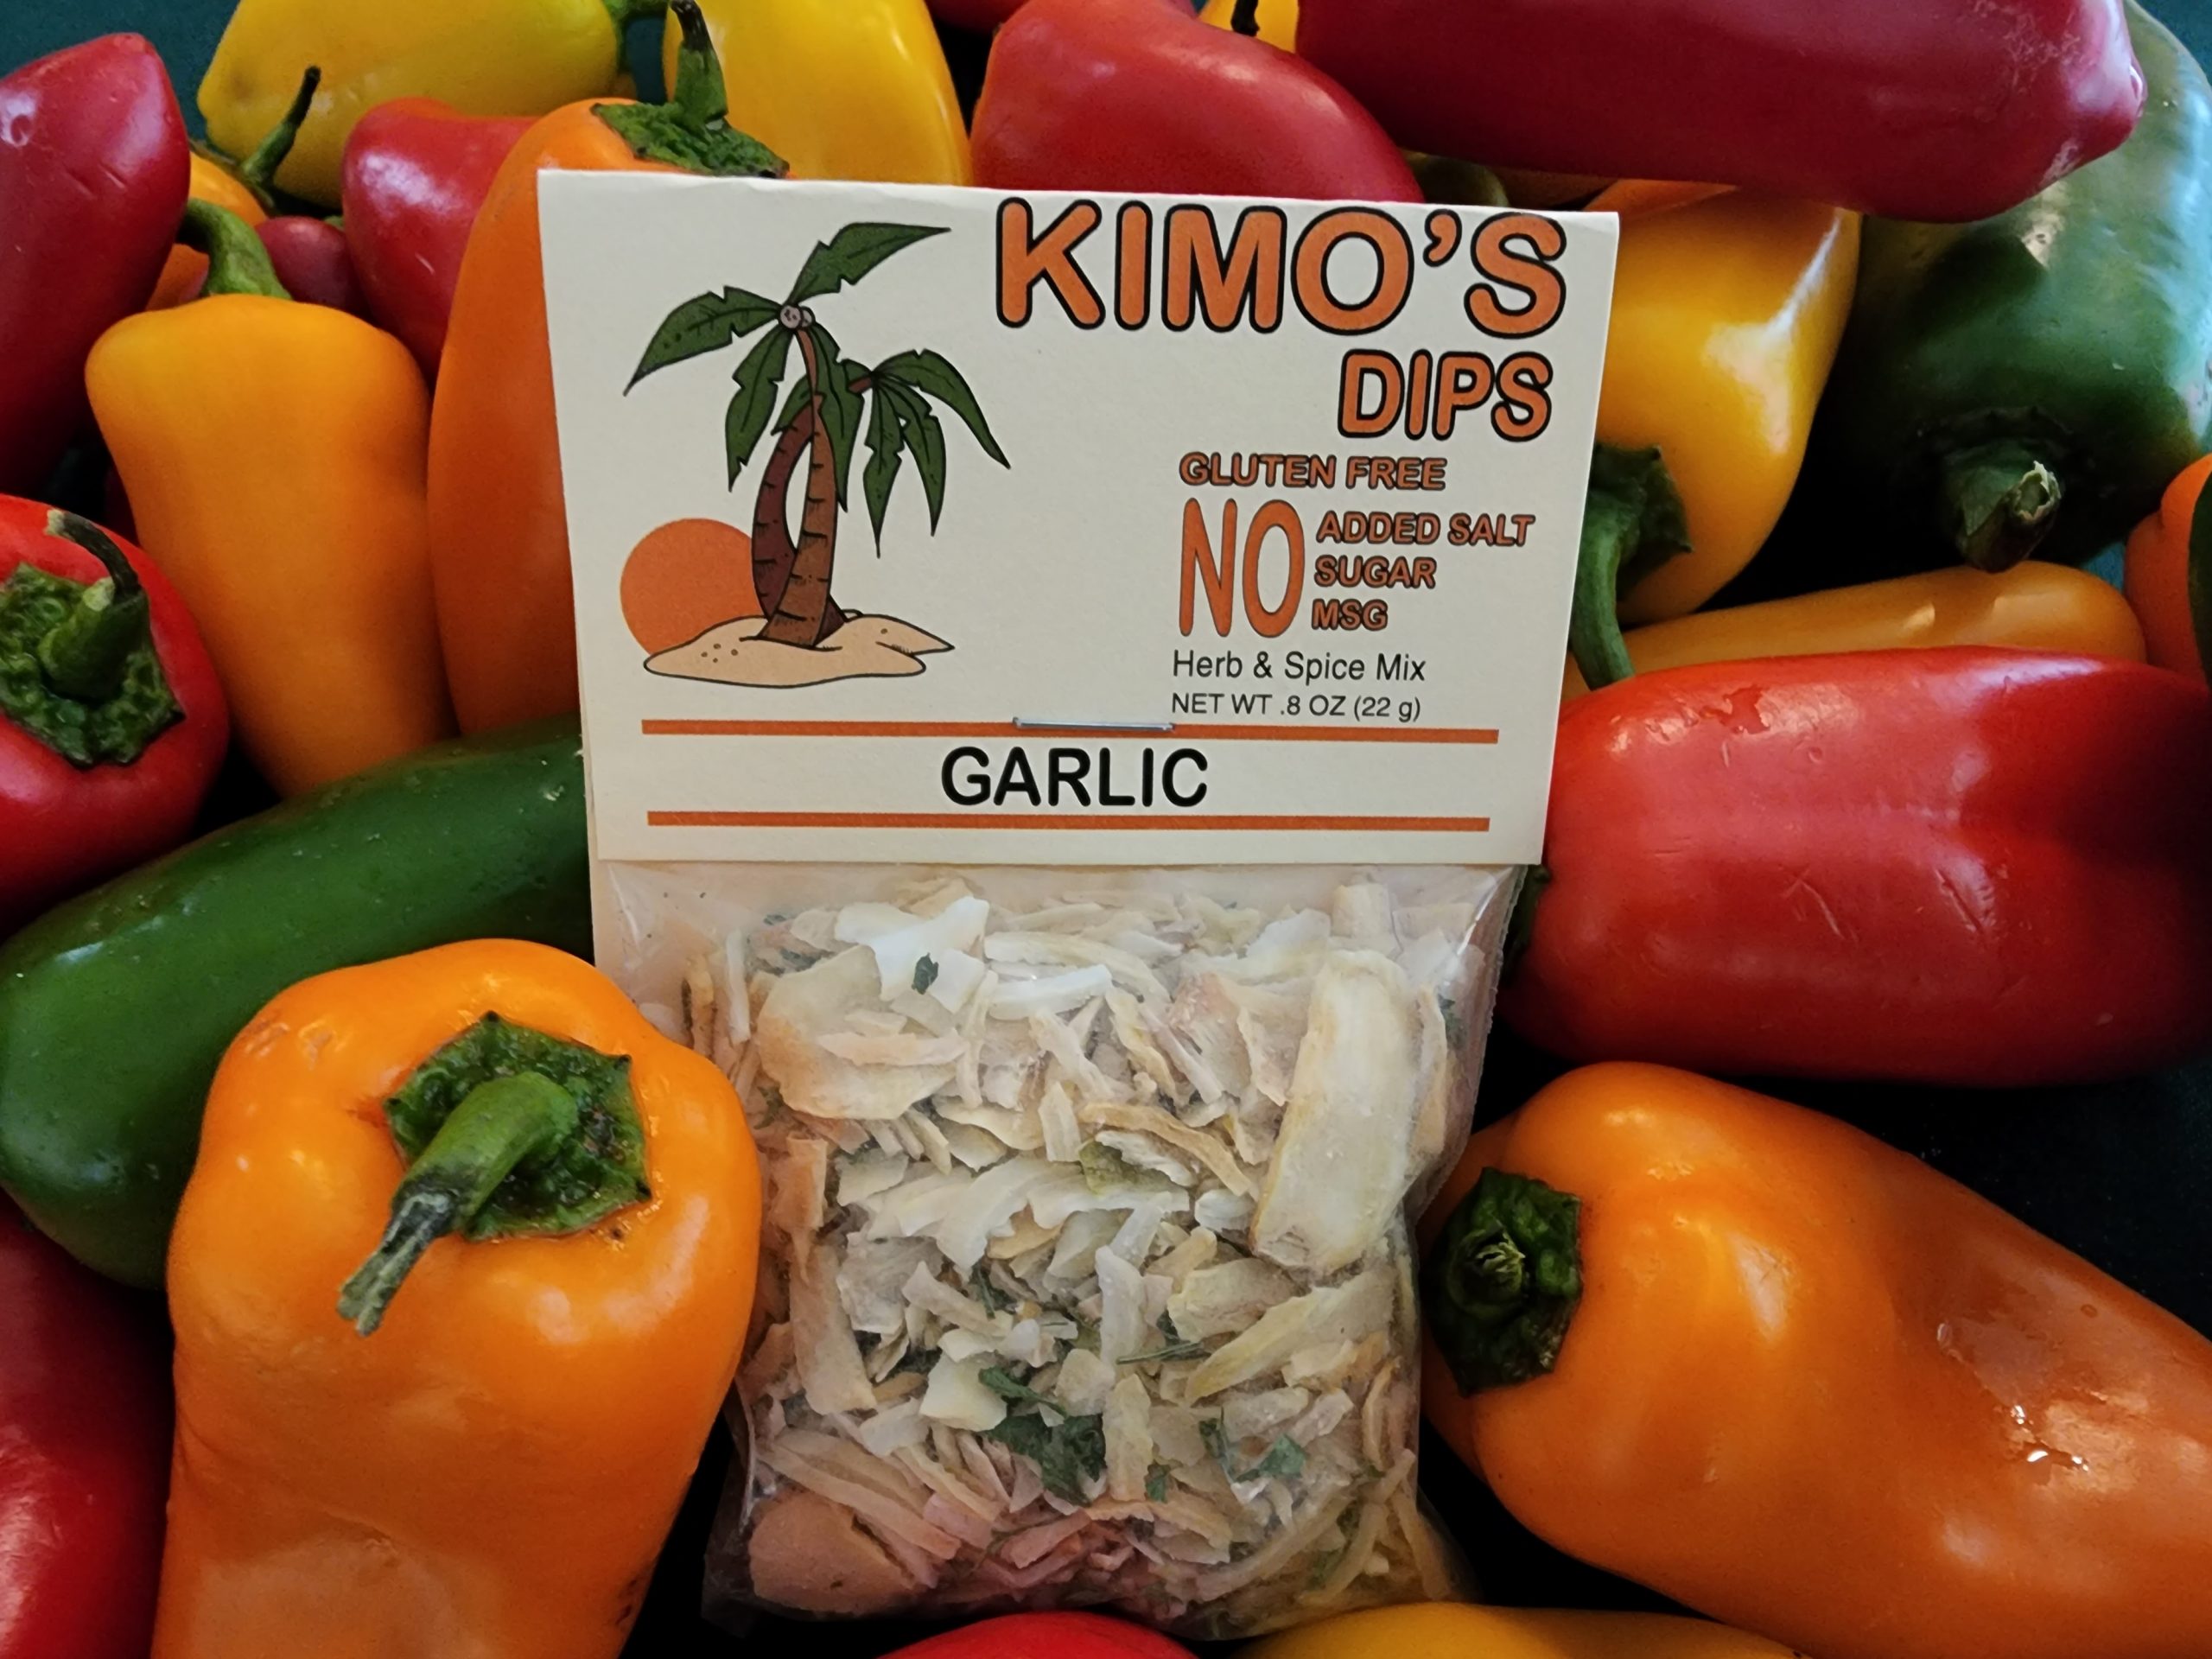 KIMO'S
DIPS
GLUTEN FREE
NO ADDED SALT
SUGAR
MSG
Herb & Spice Mix
NET WT .8 OZ (22 g)
GARLIC